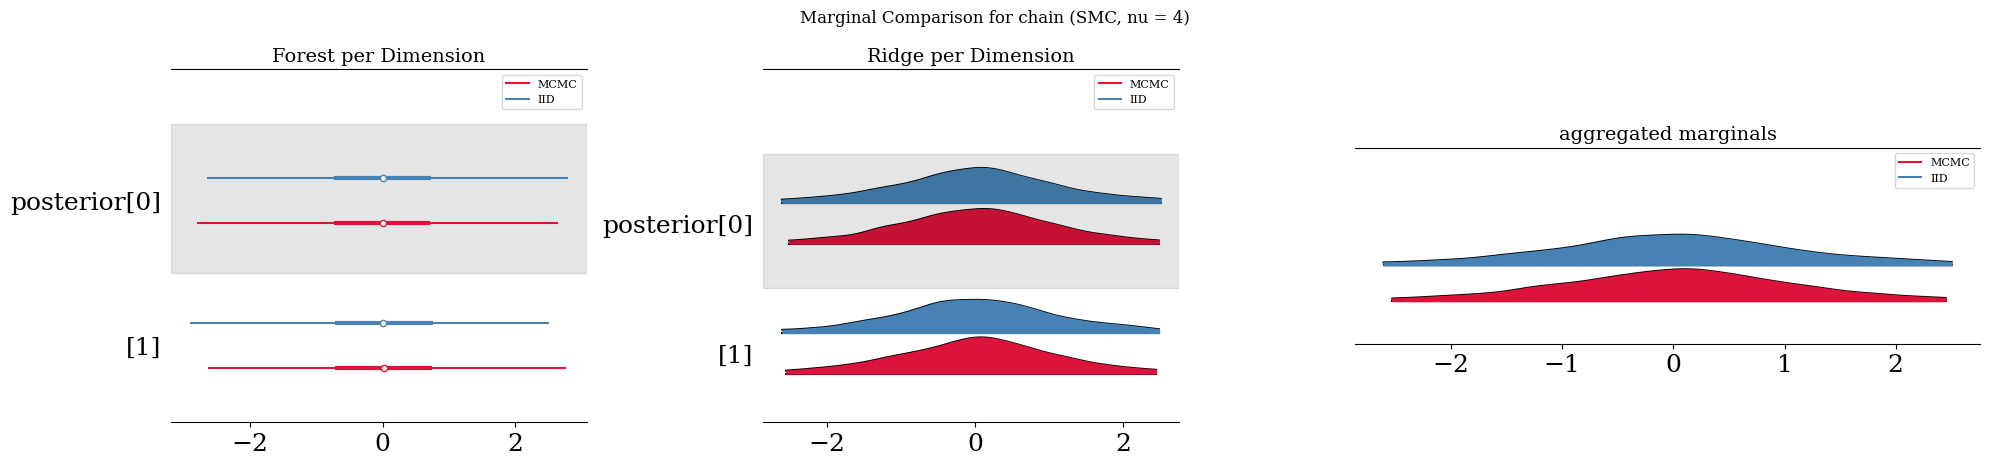 Marginal Comparison for chain (SMC, nu = 4)
Forest per Dimension
MCMC
IID
posterior[0]
[1]
−2 0 2
Ridge per Dimension
MCMC
IID
posterior[0]
[1]
−2 0 2
aggregated marginals
MCMC
IID
−2 −1 0 1 2